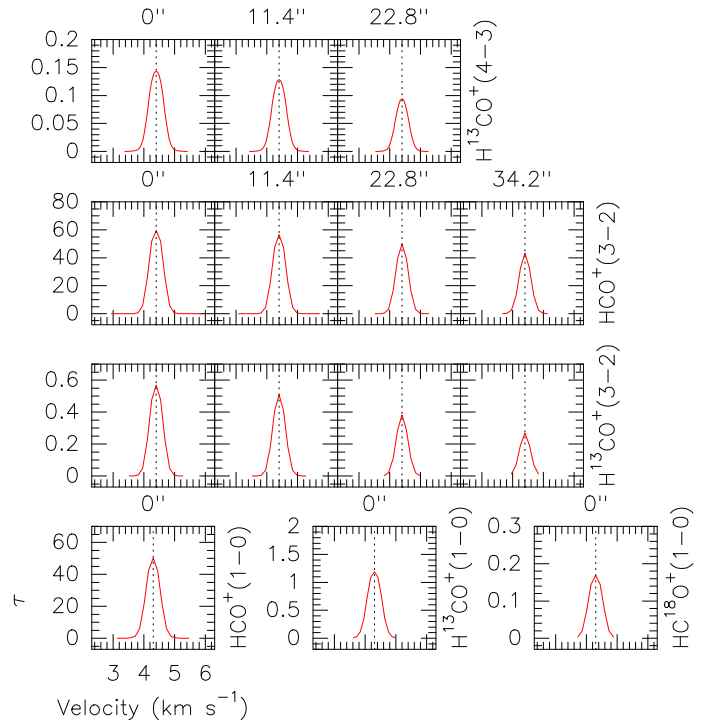 0" 11.4" 22.8"
0.2
0.15
0.1
0.05
0
H¹³CO⁺(4−3)
0" 11.4" 22.8" 34.2"
80
60
40
20
0
HCO⁺(3−2)
0.6
0.4
0.2
0
H¹³CO⁺(3−2)
0" 0" 0"
60
40
20
0
τ
HCO⁺(1−0)
2
1.5
1
0.5
0
H¹³CO⁺(1−0)
0.3
0.2
0.1
0
HC¹⁸O⁺(1−0)
3 4 5 6
Velocity (km s⁻¹)